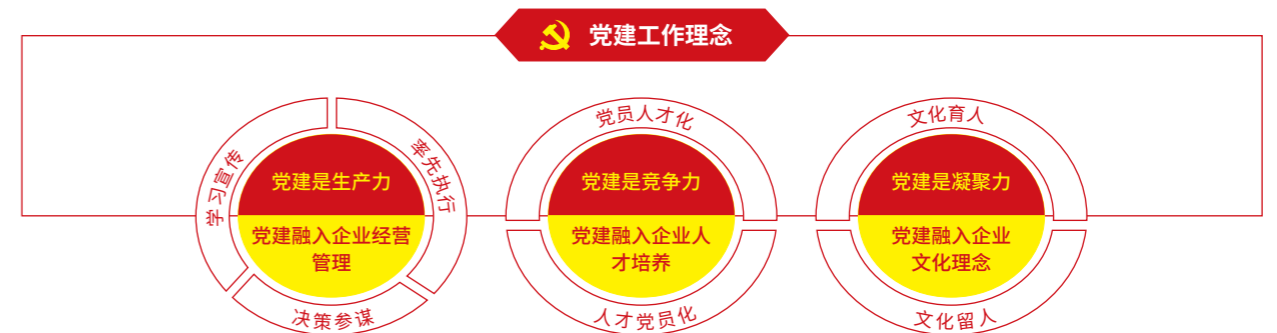 党建工作理念
学习宣传
率先执行
决策参谋
党建是生产力
党建融入企业经营
管理
党员人才化
党建是竞争力
党建融入企业人
才培养
人才党员化
文化育人
党建是凝聚力
党建融入企业
文化理念
文化留人